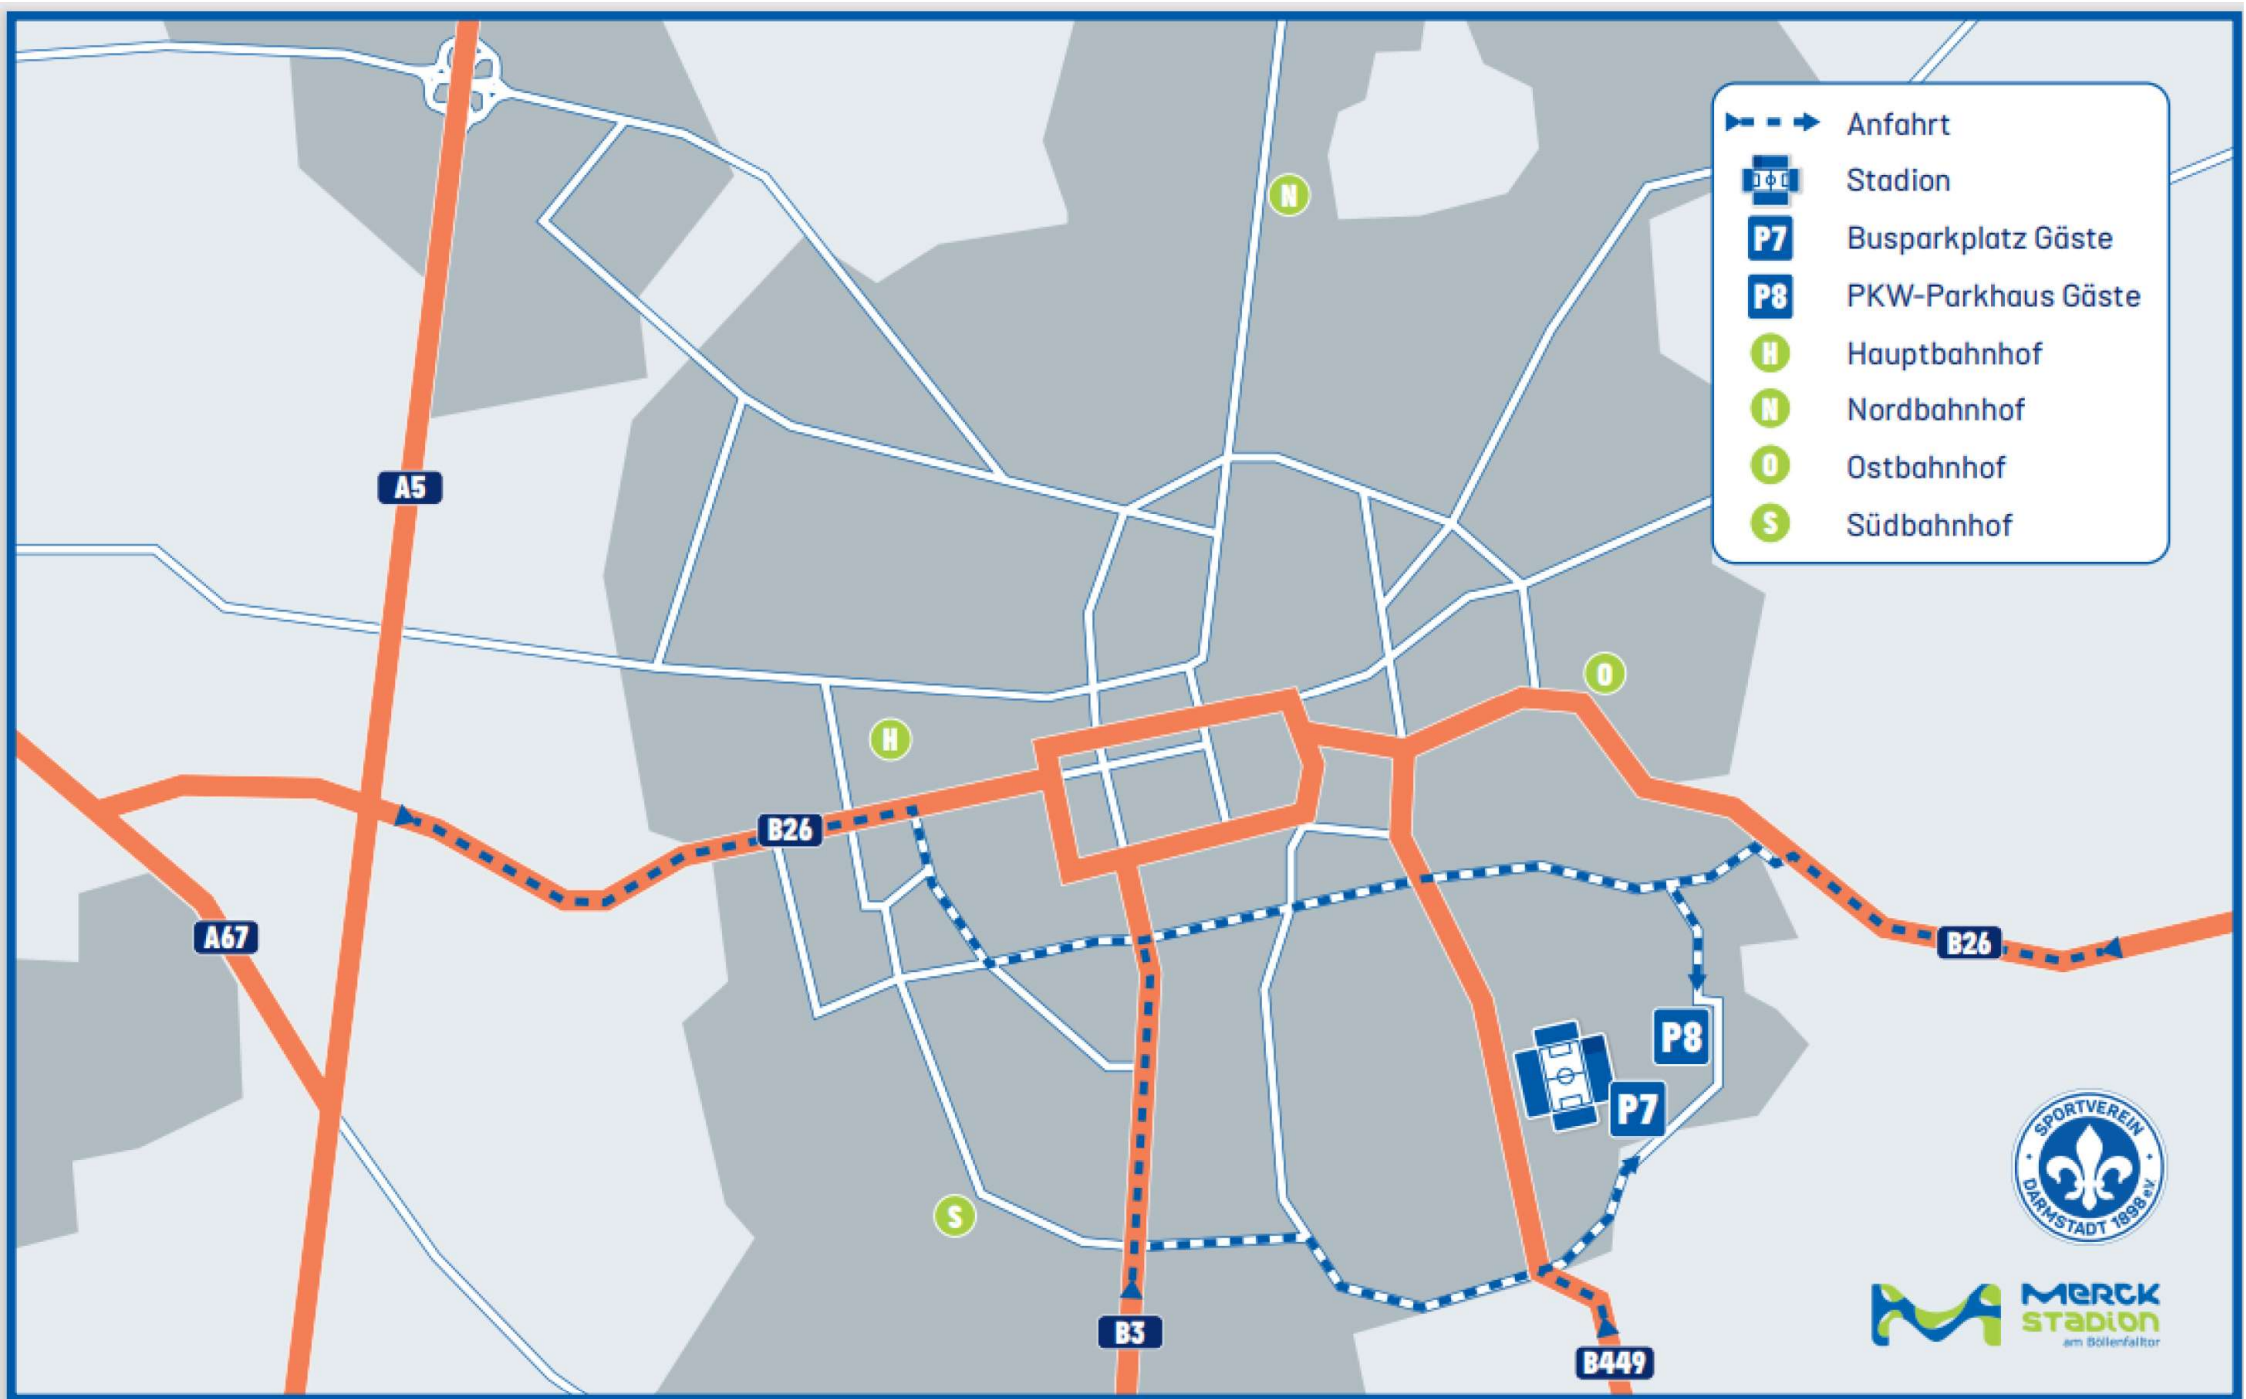 Anfahrt
Stadion
P7 Busparkplatz Gäste
P8 PKW-Parkhaus Gäste
H Hauptbahnhof
N Nordbahnhof
O Ostbahnhof
S Südbahnhof
N
A5
O
H
B26
A67
B26
P8
P7
S
B3
B449
SPORTVEREIN
DARMSTADT 1898 e.V.
MERCK
STADION
am Böllenfalltor